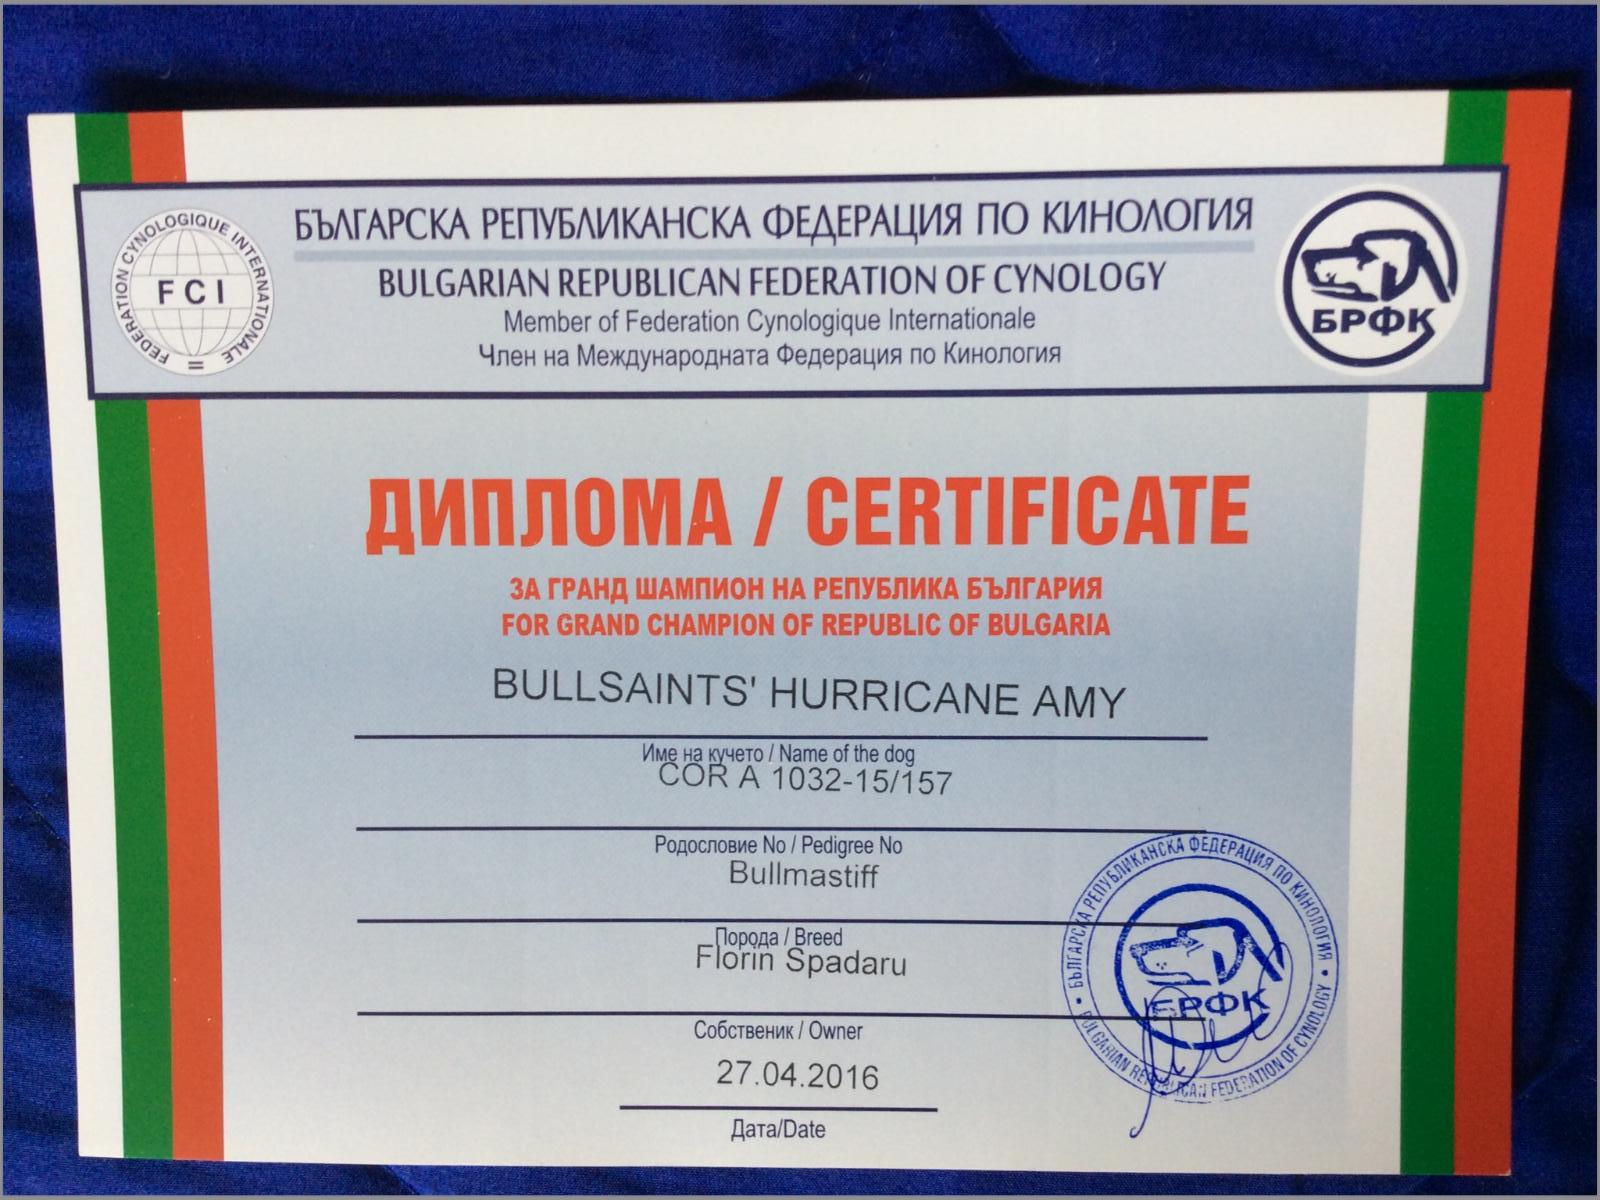 FEDERATION CYNOLOGIQUE INTERNATIONALE
FCI
БЪЛГАРСКА РЕПУБЛИКАНСКА ФЕДЕРАЦИЯ ПО КИНОЛОГИЯ
BULGARIAN REPUBLICAN FEDERATION OF CYNOLOGY
Member of Federation Cynologique Internationale
Член на Международната Федерация по Кинология
БРФК
ДИПЛОМА / CERTIFICATE
ЗА ГРАНД ШАМПИОН НА РЕПУБЛИКА БЪЛГАРИЯ
FOR GRAND CHAMPION OF REPUBLIC OF BULGARIA
BULLSAINTS' HURRICANE AMY
Име на кучето / Name of the dog
COR A 1032-15/157
Родословие No / Pedigree No
Bullmastiff
Порода / Breed
Florin Spadaru
Собственик / Owner
27.04.2016
Дата/Date
БЪЛГАРСКА РЕПУБЛИКАНСКА ФЕДЕРАЦИЯ ПО КИНОЛОГИЯ
БРФК
BULGARIAN REPUBLICAN FEDERATION OF CYNOLOGY